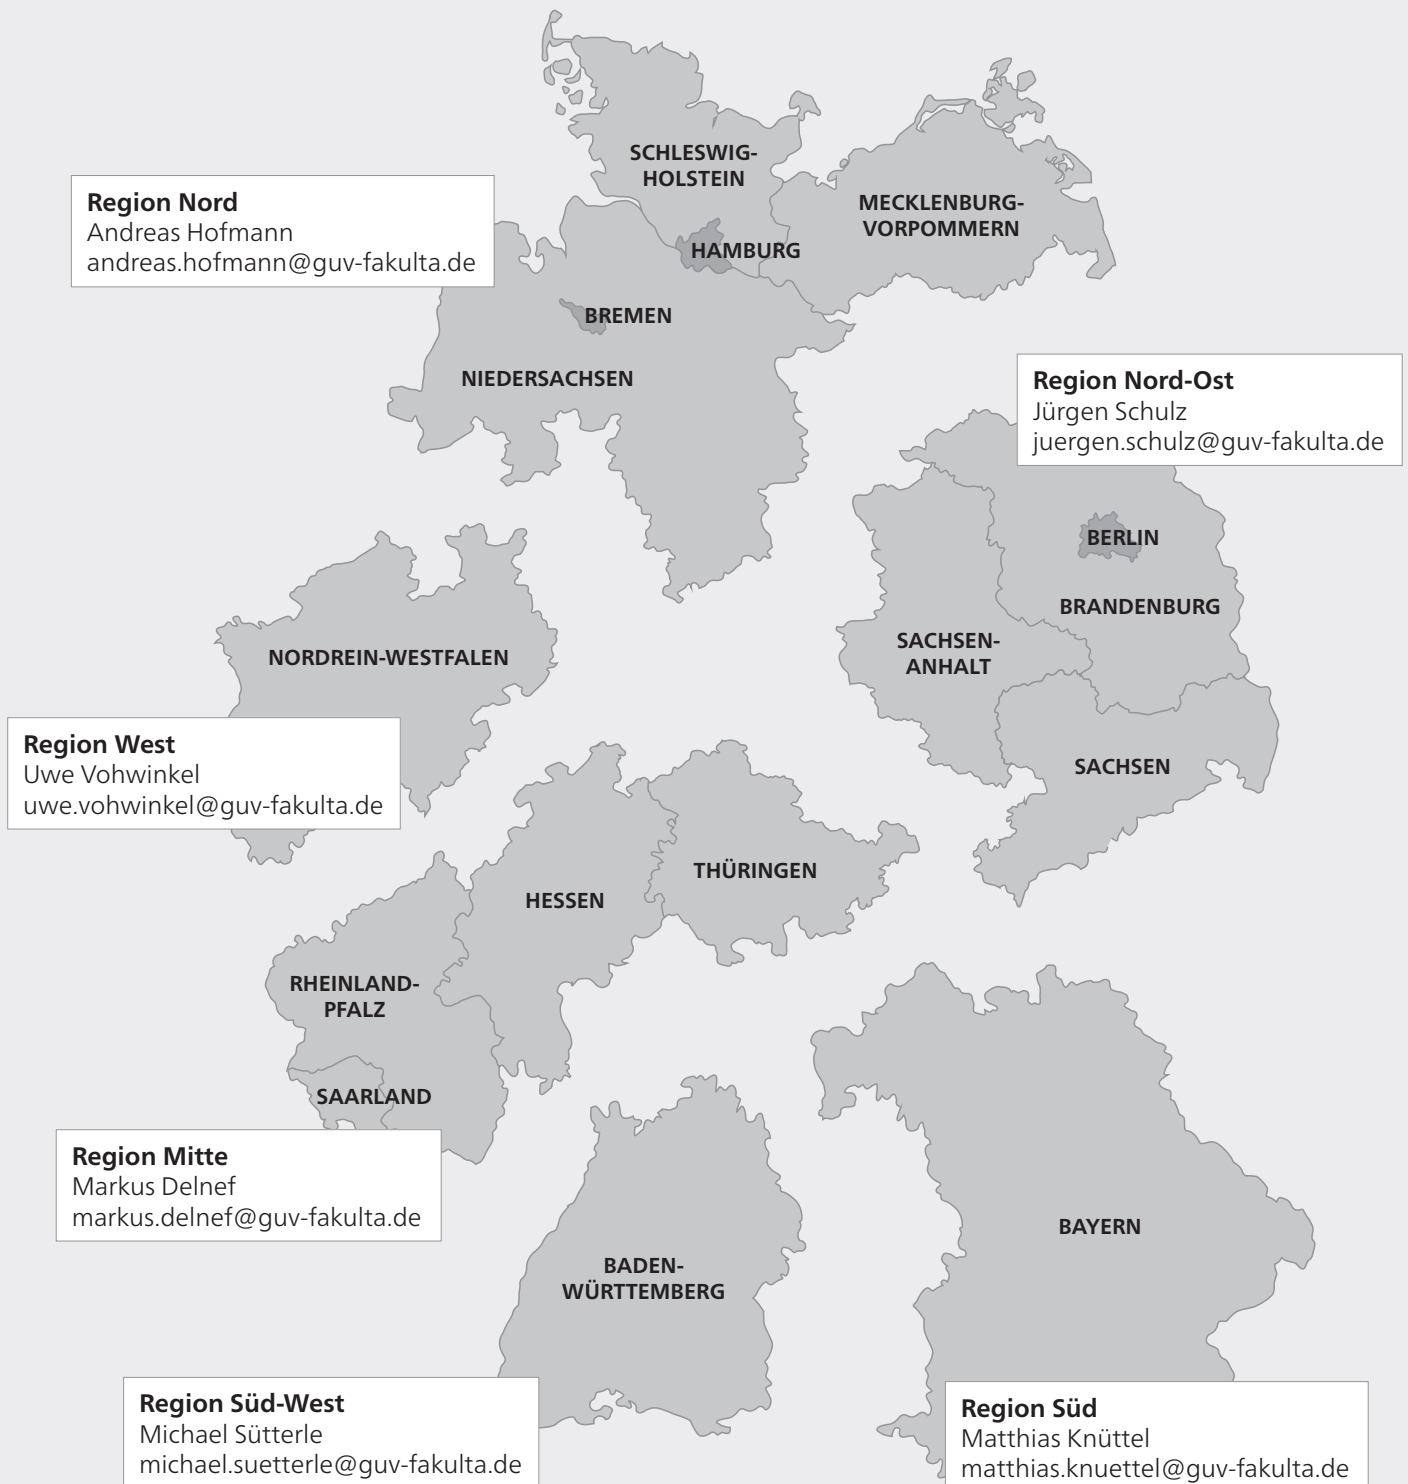 SCHLESWIG-
HOLSTEIN
MECKLENBURG-
VORPOMMERN
Region Nord
Andreas Hofmann
andreas.hofmann@guv-fakulta.de
HAMBURG
BREMEN
NIEDERSACHSEN
Region Nord-Ost
Jürgen Schulz
juergen.schulz@guv-fakulta.de
BERLIN
BRANDENBURG
SACHSEN-
ANHALT
SACHSEN
NORDREIN-WESTFALEN
Region West
Uwe Vohwinkel
uwe.vohwinkel@guv-fakulta.de
THÜRINGEN
HESSEN
RHEINLAND-
PFALZ
SAARLAND
Region Mitte
Markus Delnef
markus.delnef@guv-fakulta.de
BAYERN
BADEN-
WÜRTTEMBERG
Region Süd-West
Michael Sütterle
michael.suetterle@guv-fakulta.de
Region Süd
Matthias Knüttel
matthias.knuettel@guv-fakulta.de